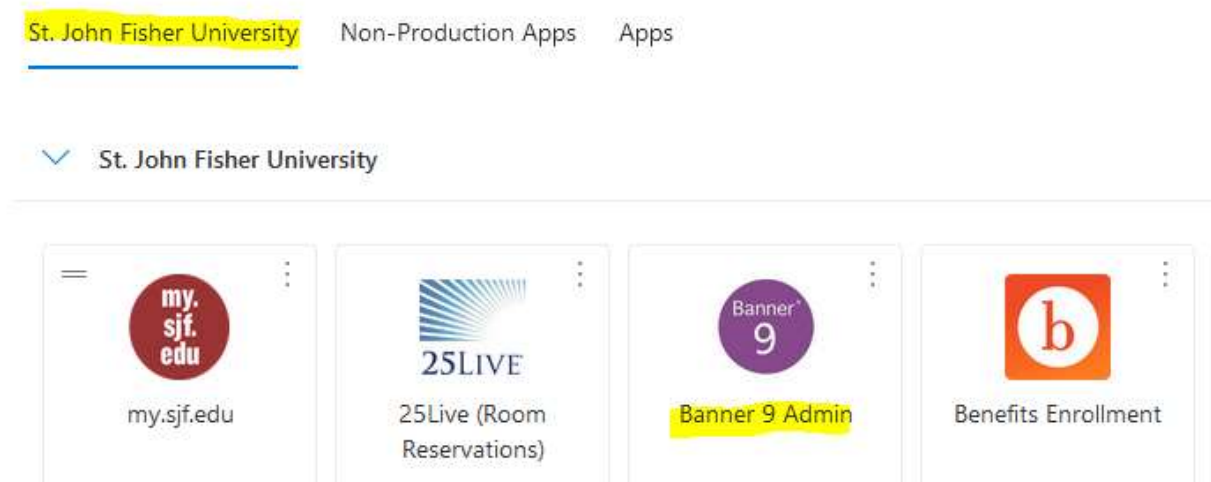 St. John Fisher University Non-Production Apps Apps
St. John Fisher University
my.
sjf.
edu
my.sjf.edu
25LIVE
25Live (Room
Reservations)
Banner
9
Banner 9 Admin
b
Benefits Enrollment